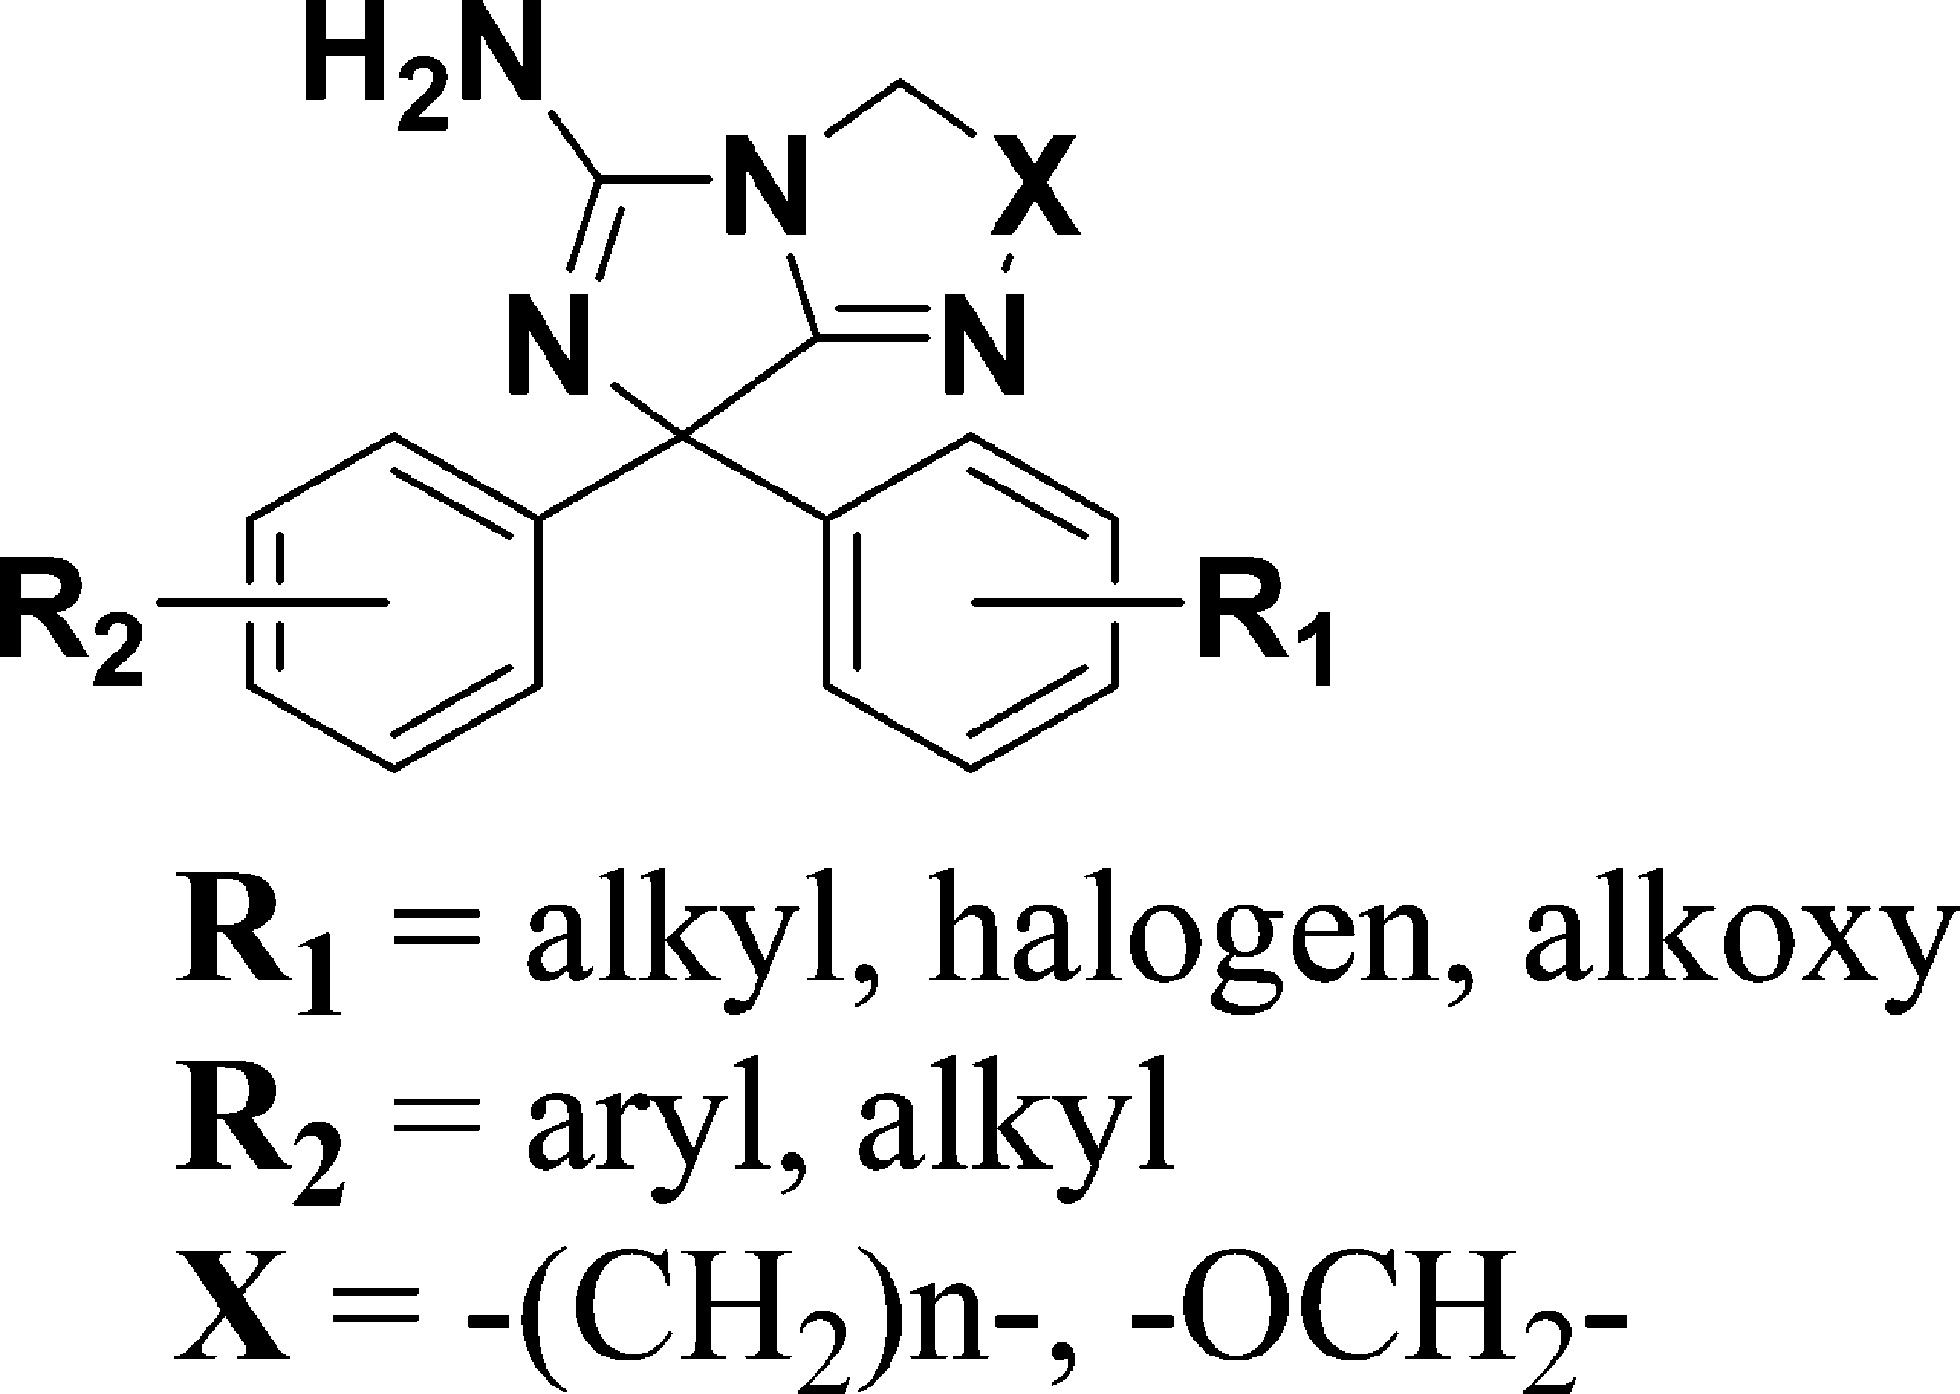 H₂N
N
X
N
N
R₂
R₁
R₁ = alkyl, halogen, alkoxy
R₂ = aryl, alkyl
X = -(CH₂)n-, -OCH₂-